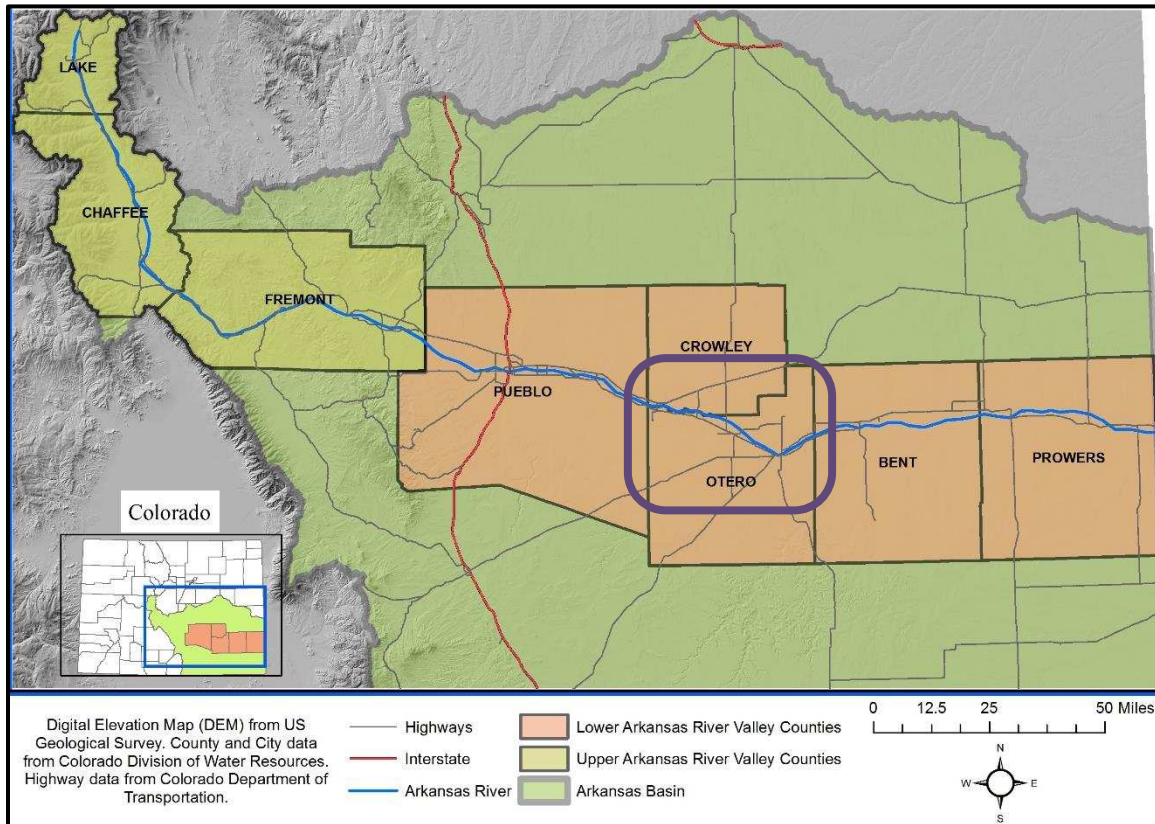 LAKE
CHAFFEE
FREMONT
CROWLEY
PUEBLO
OTERO
BENT
PROWERS
Colorado
Digital Elevation Map (DEM) from US
Geological Survey. County and City data
from Colorado Division of Water Resources.
Highway data from Colorado Department of
Transportation.
Highways
Interstate
Arkansas River
Lower Arkansas River Valley Counties
Upper Arkansas River Valley Counties
Arkansas Basin
0 12.5 25 50 Miles
N
W E
S